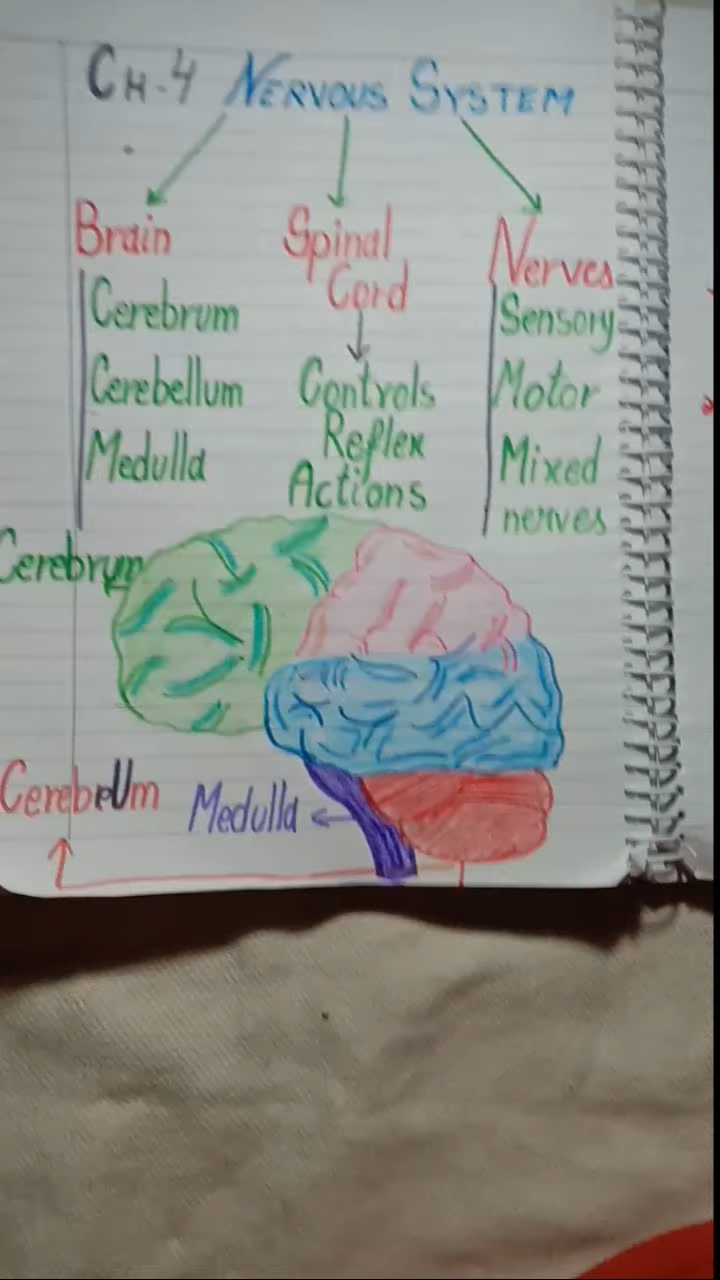 CH.4 NERVOUS SYSTEM
Brain
Cerebrum
Cerebellum
Medulla
Spinal
Cord
Controls
Reflex
Actions
Nerves
Sensory
Motor
Mixed
nerves
Cerebrum
Cerebellum
Medulla